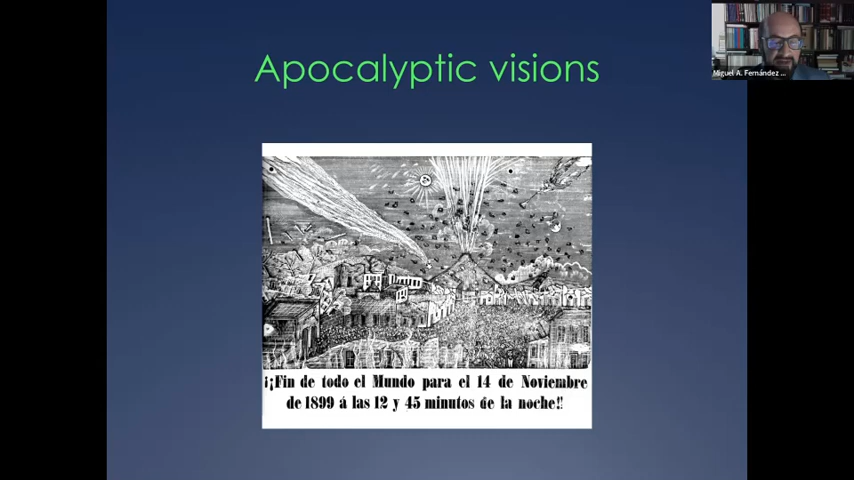 Apocalyptic visions
Miguel A. Fernández ...
¡¡Fin de todo el Mundo para el 14 de Noviembre
de 1899 á las 12 y 45 minutos de la noche!!